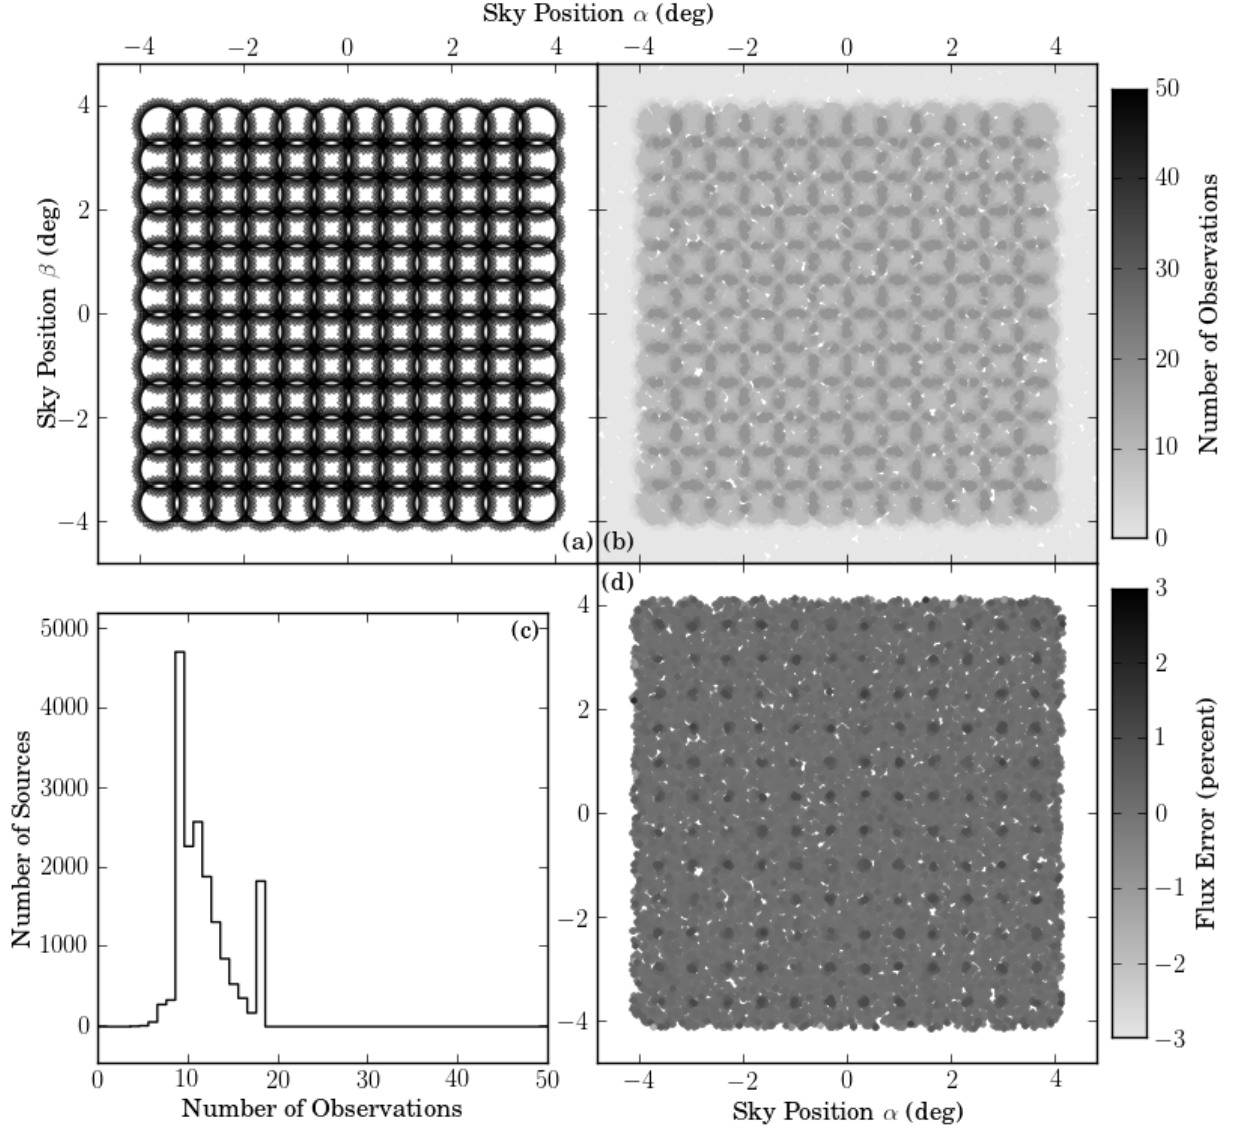 Sky Position α (deg)
−4 −2 0 2 4
−4 −2 0 2 4
Sky Position β (deg)
4
2
0
−2
−4
(a)
(b)
50
40
30
20
10
0
Number of Observations
(c)
5000
4000
3000
2000
1000
0
Number of Sources
0 10 20 30 40 50
Number of Observations
(d)
4
2
0
−2
−4
−4 −2 0 2 4
Sky Position α (deg)
3
2
1
0
−1
−2
−3
Flux Error (percent)